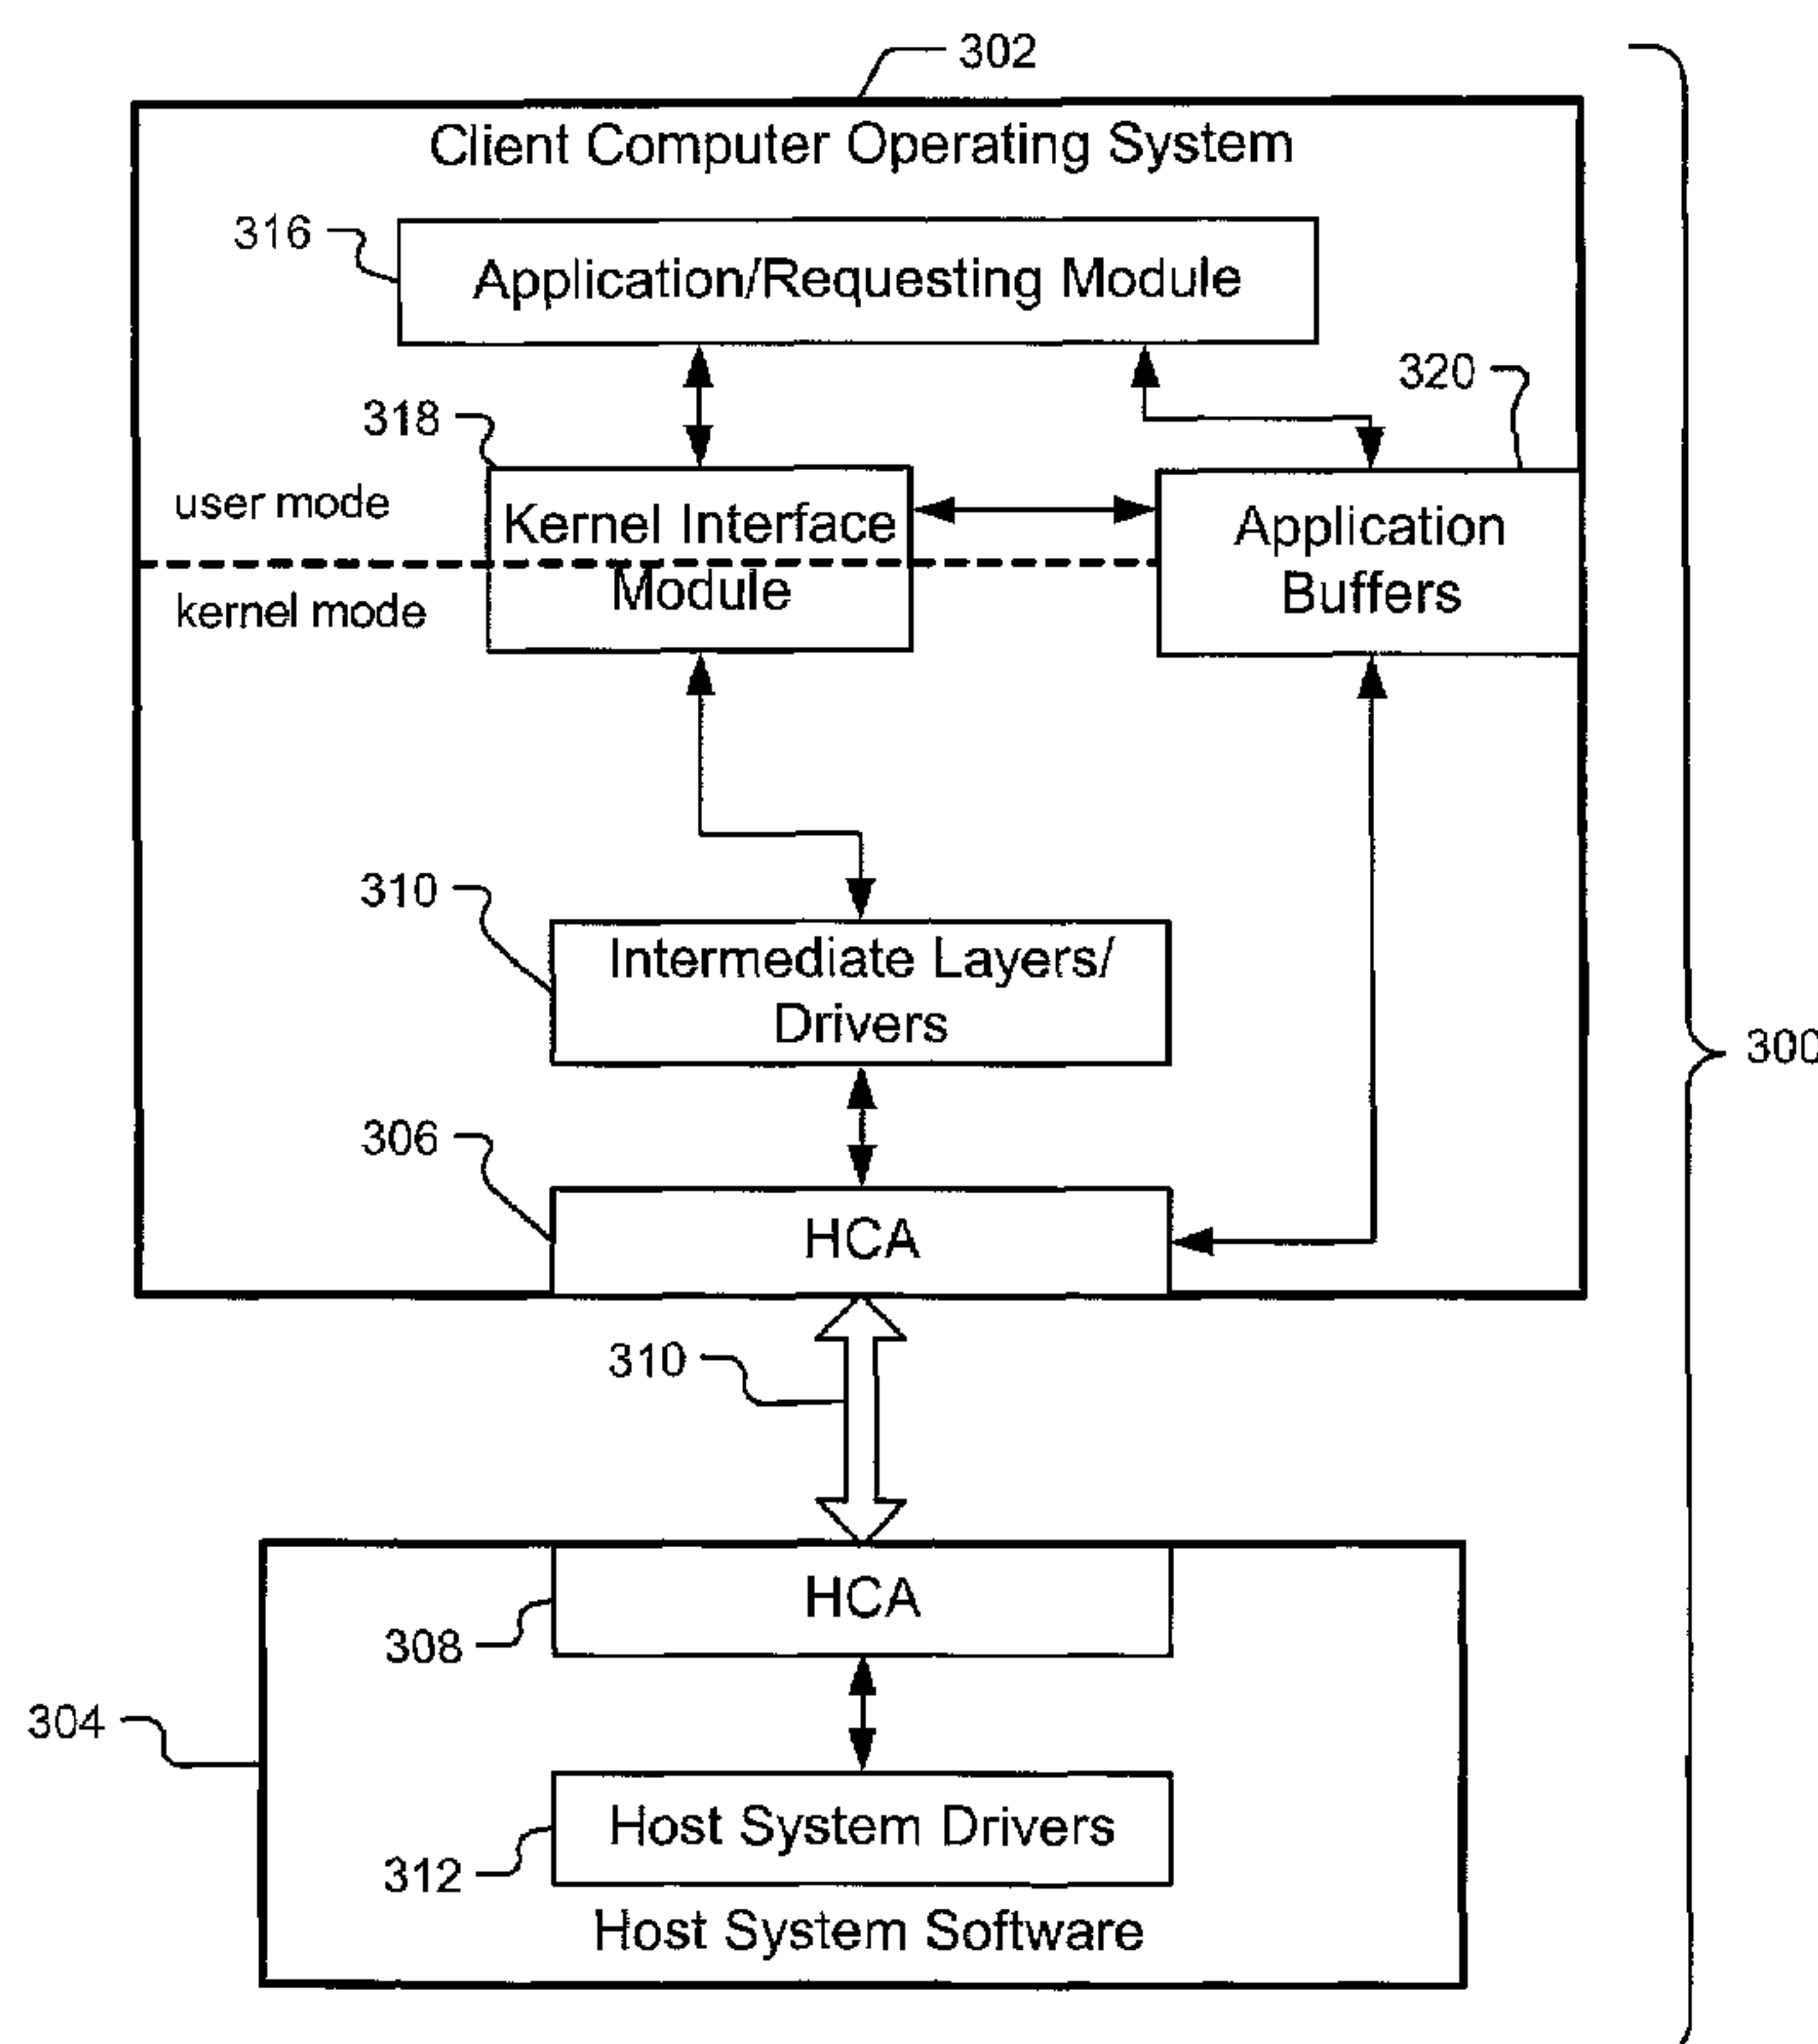 302
Client Computer Operating System
316
Application/Requesting Module
320
318
user mode
Kernel Interface
Module
kernel mode
Application
Buffers
310
Intermediate Layers/
Drivers
300
306
HCA
310
HCA
308
304
Host System Drivers
312
Host System Software